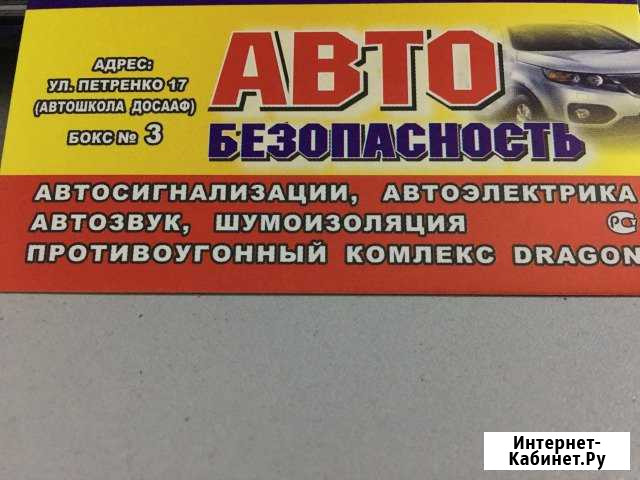 АДРЕС:
УЛ. ПЕТРЕНКО 17
(АВТОШКОЛА ДОСААФ)
БОКС № 3
АВТО
БЕЗОПАСНОСТЬ
АВТОСИГНАЛИЗАЦИИ, АВТОЭЛЕКТРИКА
АВТОЗВУК, ШУМОИЗОЛЯЦИЯ
РСТ
ПРОТИВОУГОННЫЙ КОМЛЕКС DRAGON
Интернет-
Кабинет.Ру